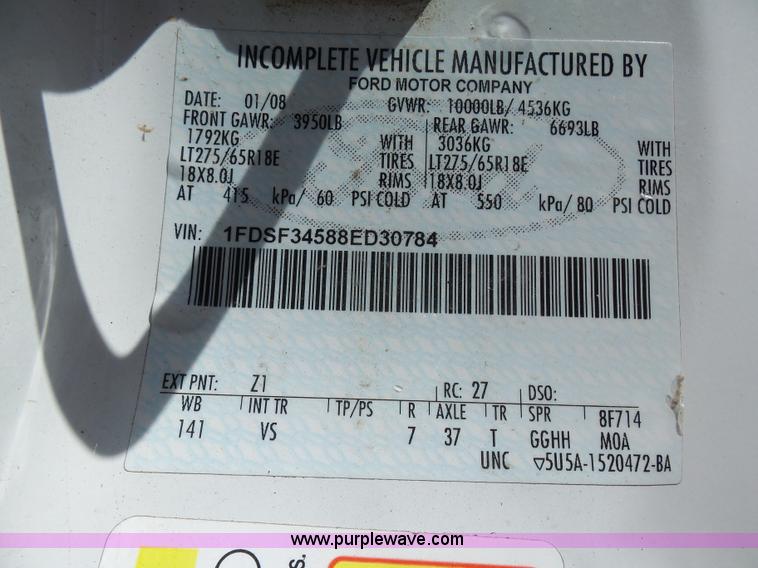 INCOMPLETE VEHICLE MANUFACTURED BY
FORD MOTOR COMPANY
DATE: 01/08 GVWR: 10000LB/ 4536KG
FRONT GAWR: 3950LB REAR GAWR: 6693LB
1792KG WITH 3036KG WITH
LT275/65R18E TIRES LT275/65R18E TIRES
18X8.0J RIMS 18X8.0J RIMS
AT 415 kPa/ 60 PSI COLD AT 550 kPa/ 80 PSI COLD
VIN: 1FDSF34588ED30784
EXT PNT: Z1 RC: 27 DSO:
WB INT TR TP/PS R AXLE TR SPR 8F714
141 VS 7 37 T GGHH MOA
UNC ▽5U5A-1520472-BA
www.purplewave.com